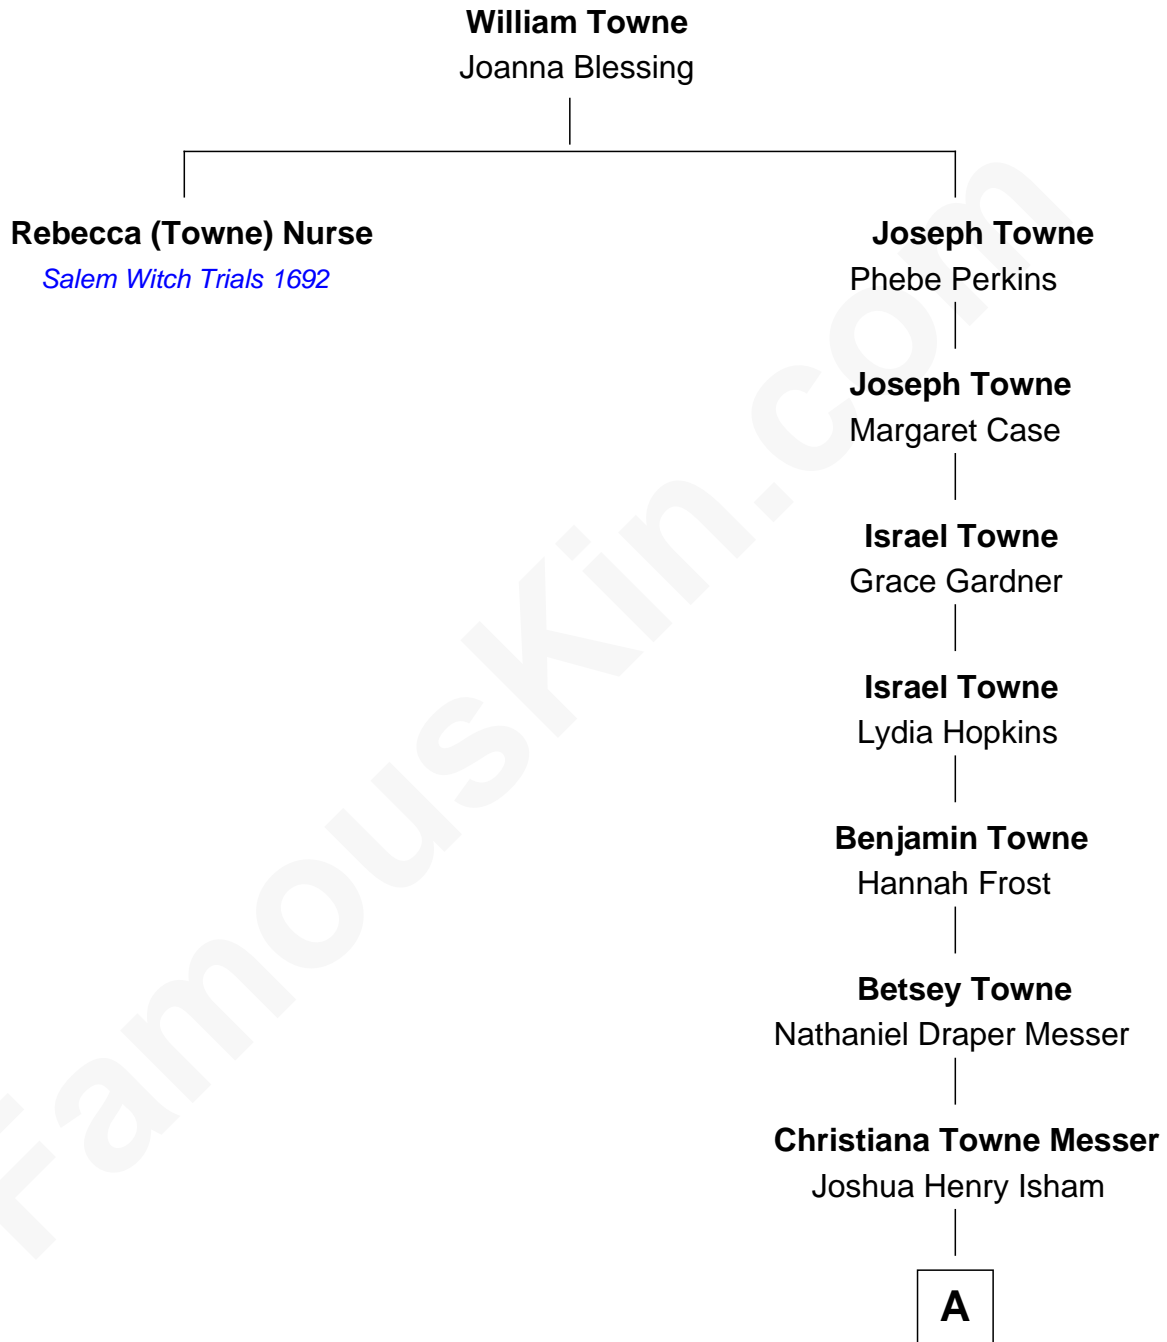 William Towne
Joanna Blessing
Rebecca (Towne) Nurse
Salem Witch Trials 1692
Joseph Towne
Phebe Perkins
Joseph Towne
Margaret Case
Israel Towne
Grace Gardner
Israel Towne
Lydia Hopkins
Benjamin Towne
Hannah Frost
Betsey Towne
Nathaniel Draper Messer
Christiana Towne Messer
Joshua Henry Isham
A
FamousKin.com